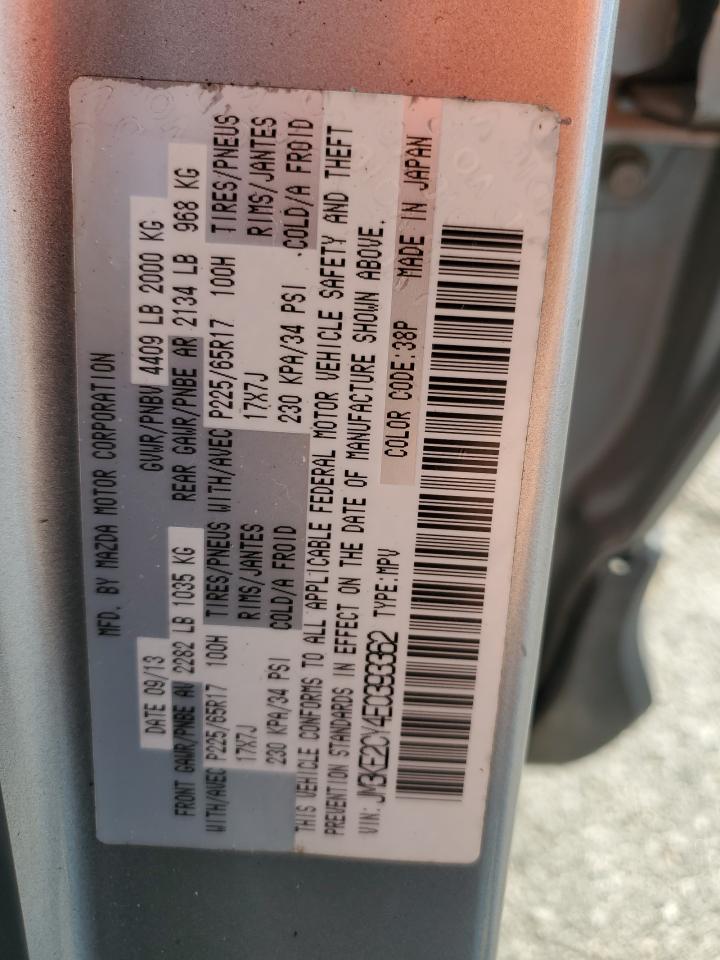 MFD. BY MAZDA MOTOR CORPORATION
DATE 09/13 GVWR/PNBV 4409 LB 2000 KG
FRONT GAWR/PNBE AV 2282 LB 1035 KG REAR GAWR/PNBE AR 2134 LB 968 KG
WITH/AVEC P225/65R17 100H TIRES/PNEUS WITH/AVEC P225/65R17 100H TIRES/PNEUS
17X7J RIMS/JANTES 17X7J RIMS/JANTES
230 KPA/34 PSI COLD/A FROID 230 KPA/34 PSI COLD/A FROID
THIS VEHICLE CONFORMS TO ALL APPLICABLE FEDERAL MOTOR VEHICLE SAFETY AND THEFT
PREVENTION STANDARDS IN EFFECT ON THE DATE OF MANUFACTURE SHOWN ABOVE.
VIN: JM3KE2CY4E0393362 TYPE:MPV COLOR CODE:38P MADE IN JAPAN